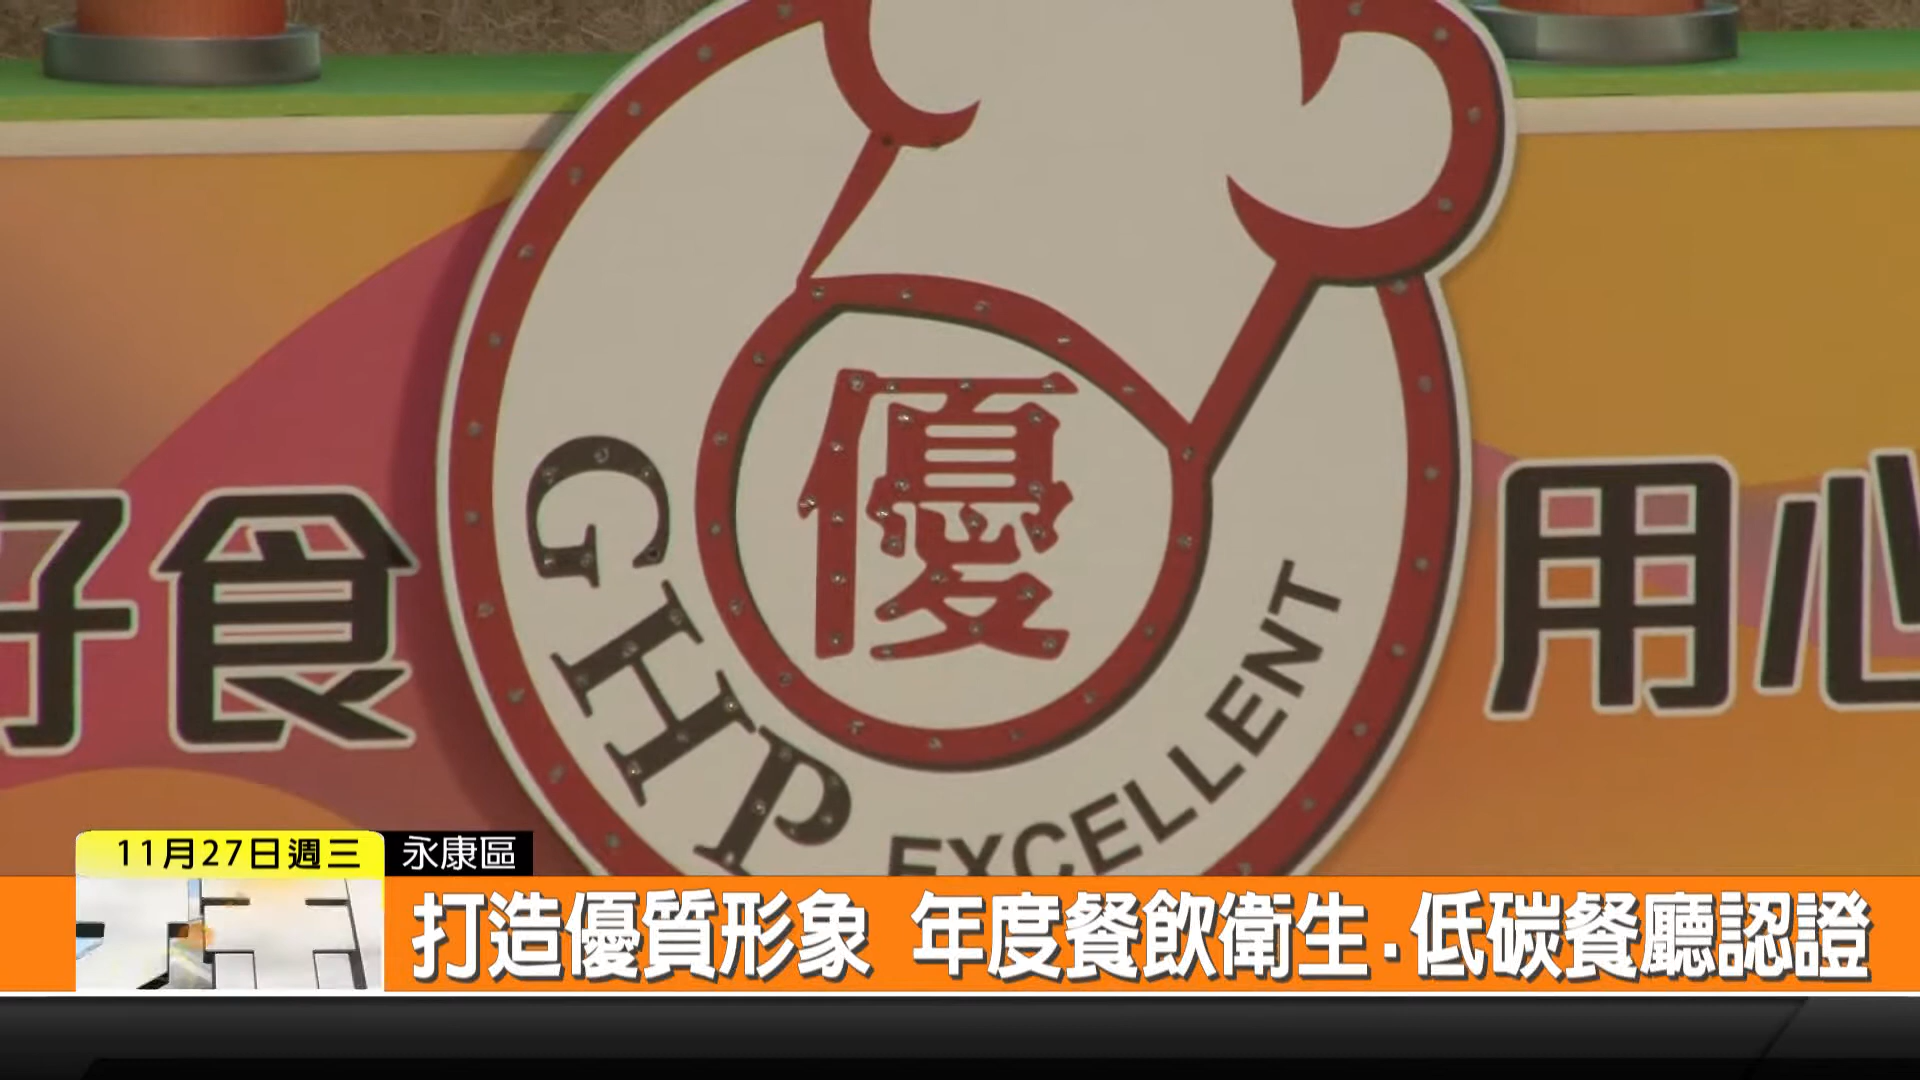 好食
優
用心
GHP
EXCELLENT
11月27日週三
永康區
打造優質形象 年度餐飲衛生.低碳餐廳認證